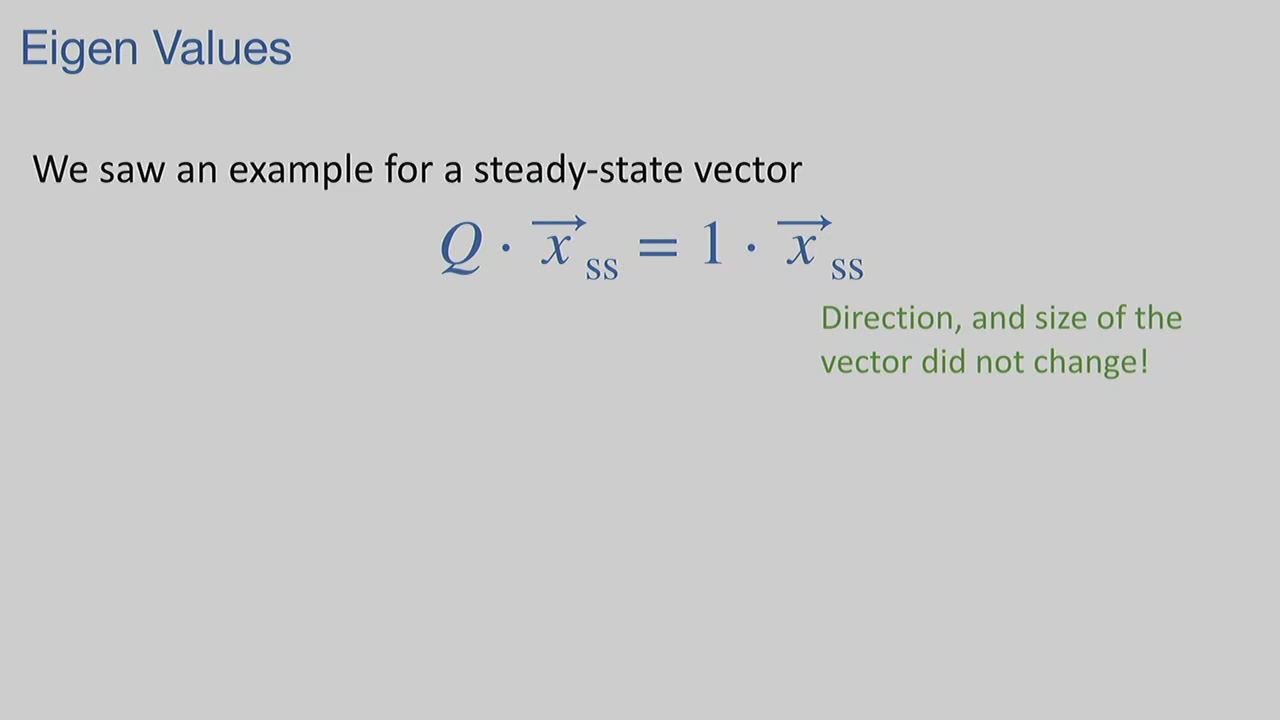 Eigen Values
We saw an example for a steady-state vector
Q · x⃗ss = 1 · x⃗ss
Direction, and size of the
vector did not change!